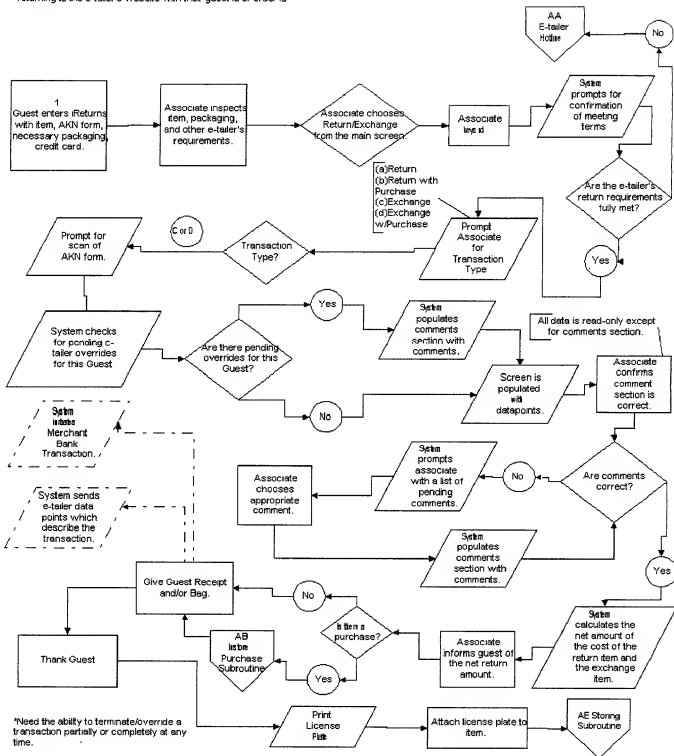 returning to the e-tailer's website with their guest id or order id
AA
E-tailer
Hotline
No
1
Guest enters iReturns
with item, AKN form,
necessary packaging,
credit card.
Associate inspects
item, packaging,
and other e-tailer's
requirements.
Associate chooses
Return/Exchange
from the main screen.
Associate
keys id
System
prompts for
confirmation
of meeting
terms
(a)Return
(b)Return with
Purchase
(c)Exchange
(d)Exchange
w/Purchase
Are the e-tailer's
return requirements
fully met?
Yes
Prompt
Associate
for
Transaction
Type
Transaction
Type?
C or D
Prompt for
scan of
AKN form.
System checks
for pending e-
tailer overrides
for this Guest
Are there pending
overrides for this
Guest?
Yes
No
System
populates
comments
section with
comments.
Screen is
populated
with
datapoints.
All data is read-only except
for comments section.
Associate
confirms
comment
section is
correct.
System
initiates
Merchant
Bank
Transaction.
System sends
e-tailer data
points which
describe the
transaction.
Associate
chooses
appropriate
comment.
System
prompts
associate
with a list of
pending
comments.
No
Are comments
correct?
System
populates
comments
section with
comments.
Yes
Give Guest Receipt
and/or Bag.
No
Is there a
purchase?
AB
Instore
Purchase
Subroutine
Yes
Associate
informs guest of
the net return
amount.
System
calculates the
net amount of
the cost of the
return item and
the exchange
item.
Thank Guest
Print
License
Plate
Attach license plate to
item.
AE Storing
Subroutine
*Need the ability to terminate/override a
transaction partially or completely at any
time.